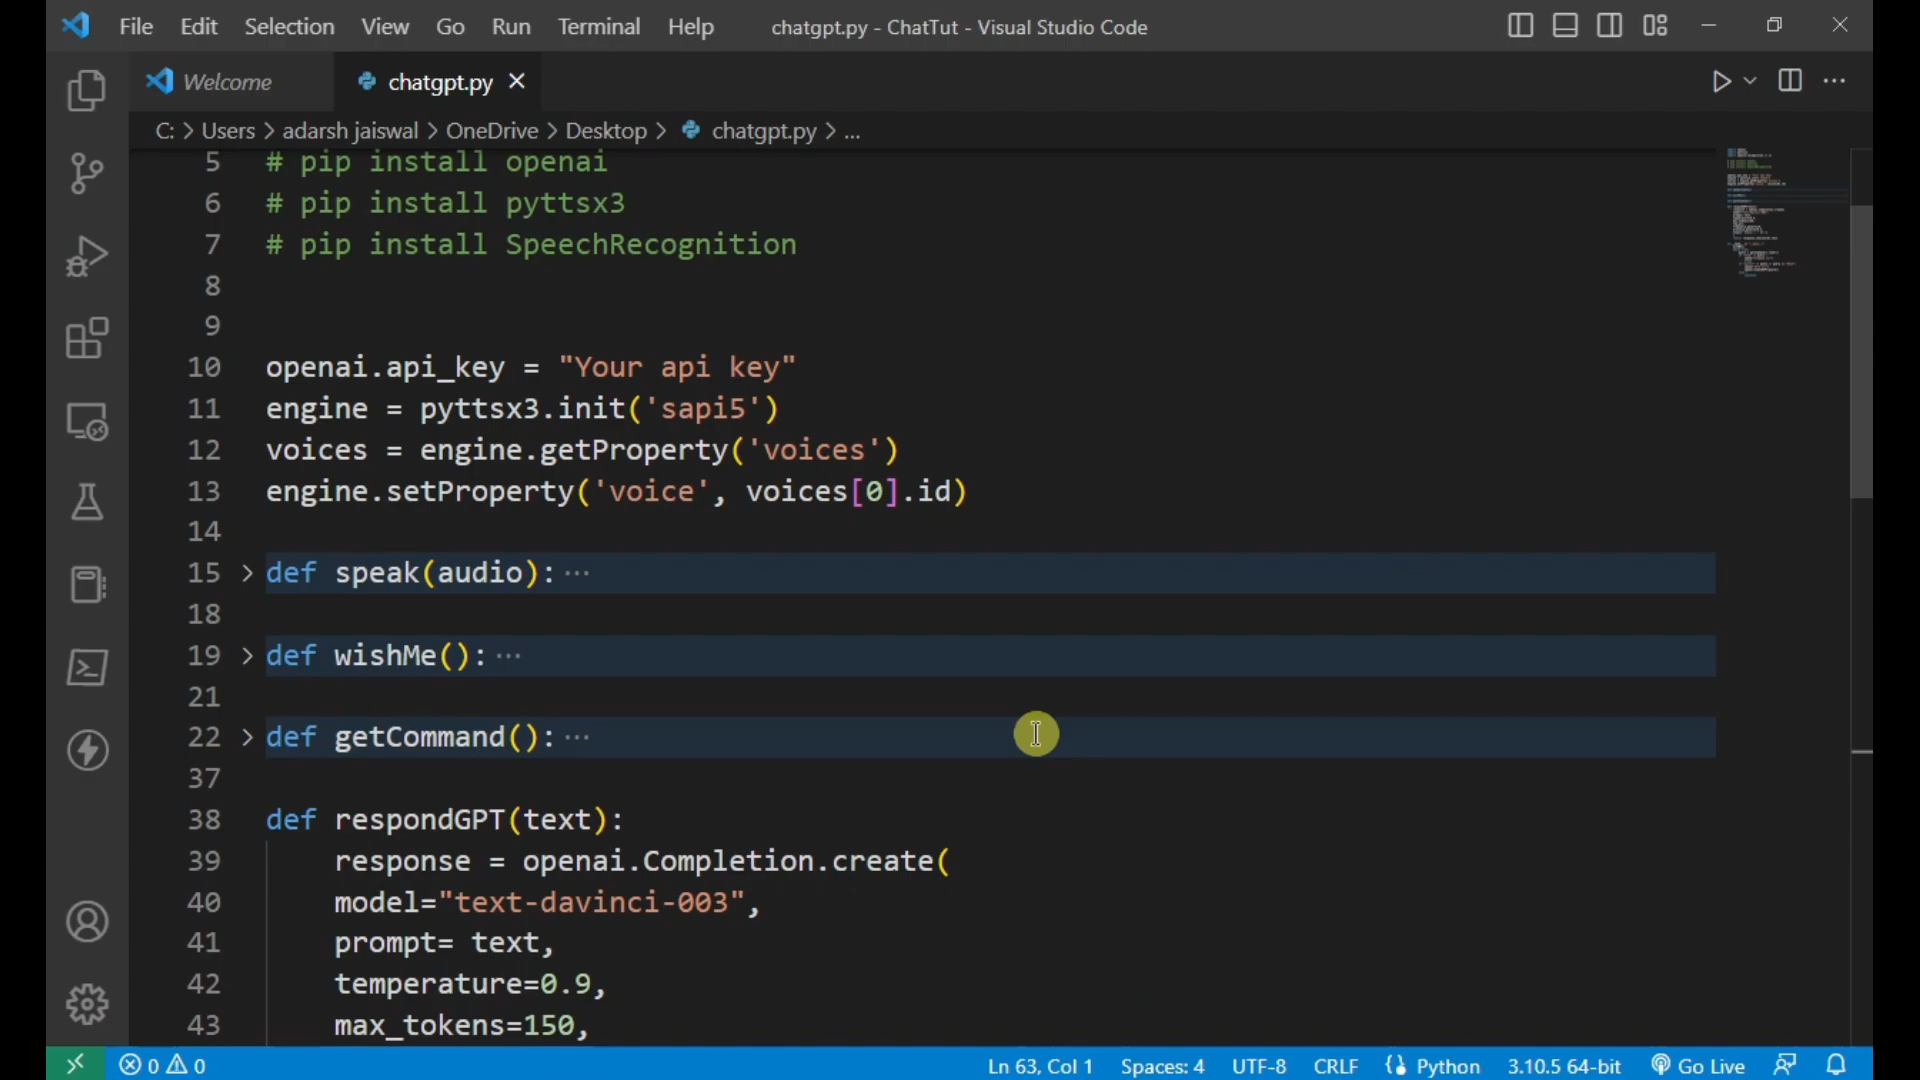 File Edit Selection View Go Run Terminal Help chatgpt.py - ChatTut - Visual Studio Code
Welcome chatgpt.py
C: > Users > adarsh jaiswal > OneDrive > Desktop > chatgpt.py > ...
5 # pip install openai
6 # pip install pyttsx3
7 # pip install SpeechRecognition
8
9
10 openai.api_key = "Your api key"
11 engine = pyttsx3.init('sapi5')
12 voices = engine.getProperty('voices')
13 engine.setProperty('voice', voices[0].id)
14
15 > def speak(audio): ...
18
19 > def wishMe(): ...
21
22 > def getCommand(): ...
37
38 def respondGPT(text):
39 response = openai.Completion.create(
40 model="text-davinci-003",
41 prompt= text,
42 temperature=0.9,
43 max_tokens=150,
0 0 Ln 63, Col 1 Spaces: 4 UTF-8 CRLF Python 3.10.5 64-bit Go Live